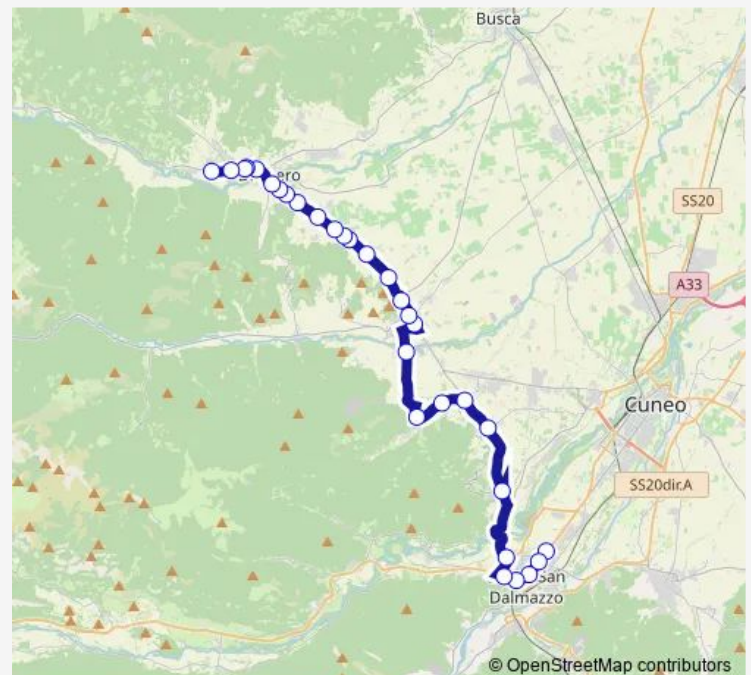 Busca
SS20
A33
Cuneo
SS20dir.A
San
Dalmazzo
© OpenStreetMap contributors